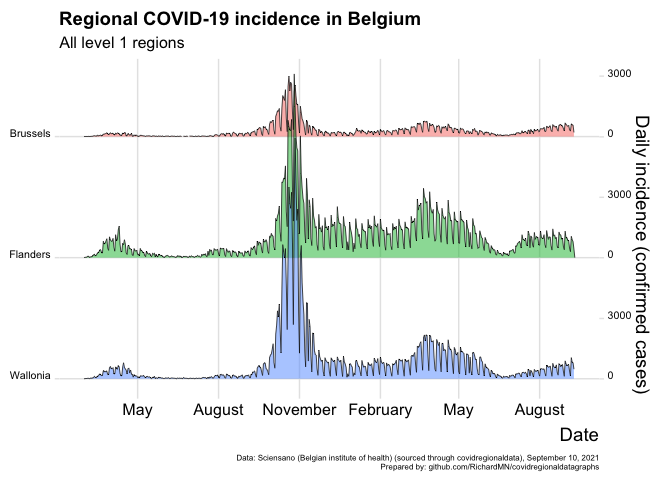 Regional COVID-19 incidence in Belgium
All level 1 regions
3000
Brussels
0
3000
Flanders
0
3000
Wallonia
0
Daily incidence (confirmed cases)
May August November February May August
Date
Data: Sciensano (Belgian institute of health) (sourced through covidregionaldata), September 10, 2021
Prepared by: github.com/RichardMN/covidregionaldatagraphs